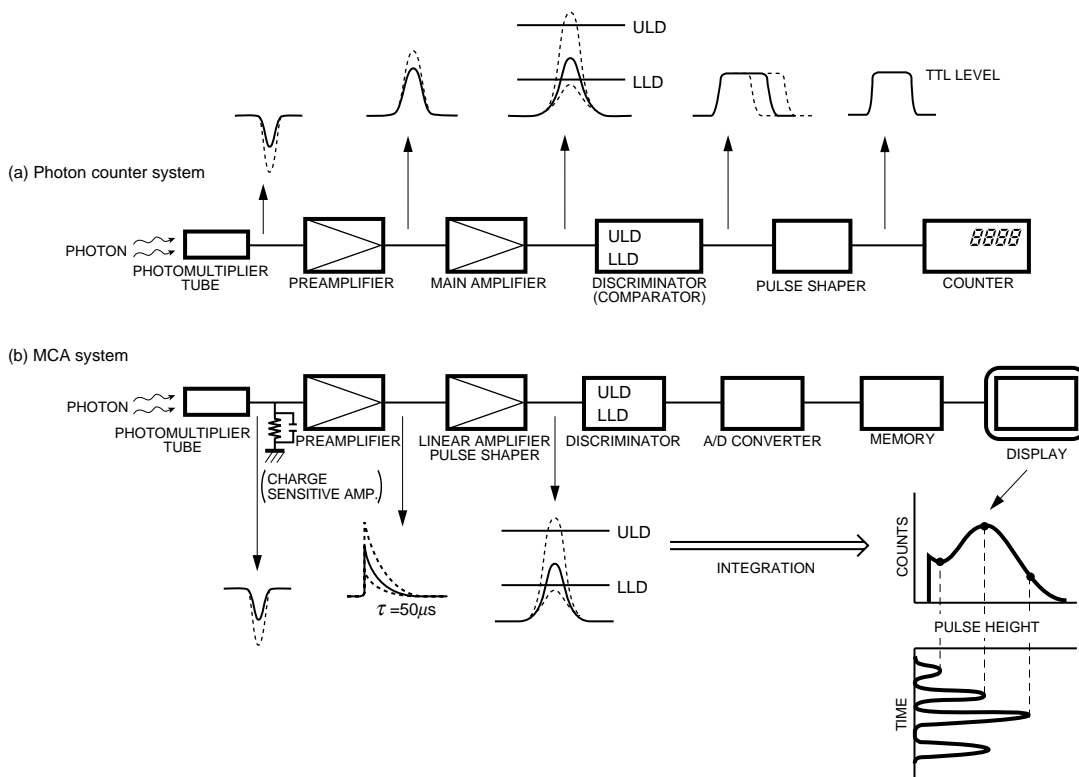 ULD
LLD
TTL LEVEL
(a) Photon counter system
PHOTON
PHOTOMULTIPLIER
TUBE
PREAMPLIFIER
MAIN AMPLIFIER
ULD
LLD
DISCRIMINATOR
(COMPARATOR)
PULSE SHAPER
8888
COUNTER
(b) MCA system
PHOTON
PHOTOMULTIPLIER
TUBE
PREAMPLIFIER
(CHARGE
SENSITIVE AMP.)
LINEAR AMPLIFIER
PULSE SHAPER
ULD
LLD
DISCRIMINATOR
A/D CONVERTER
MEMORY
DISPLAY
τ =50μs
ULD
LLD
INTEGRATION
COUNTS
PULSE HEIGHT
TIME